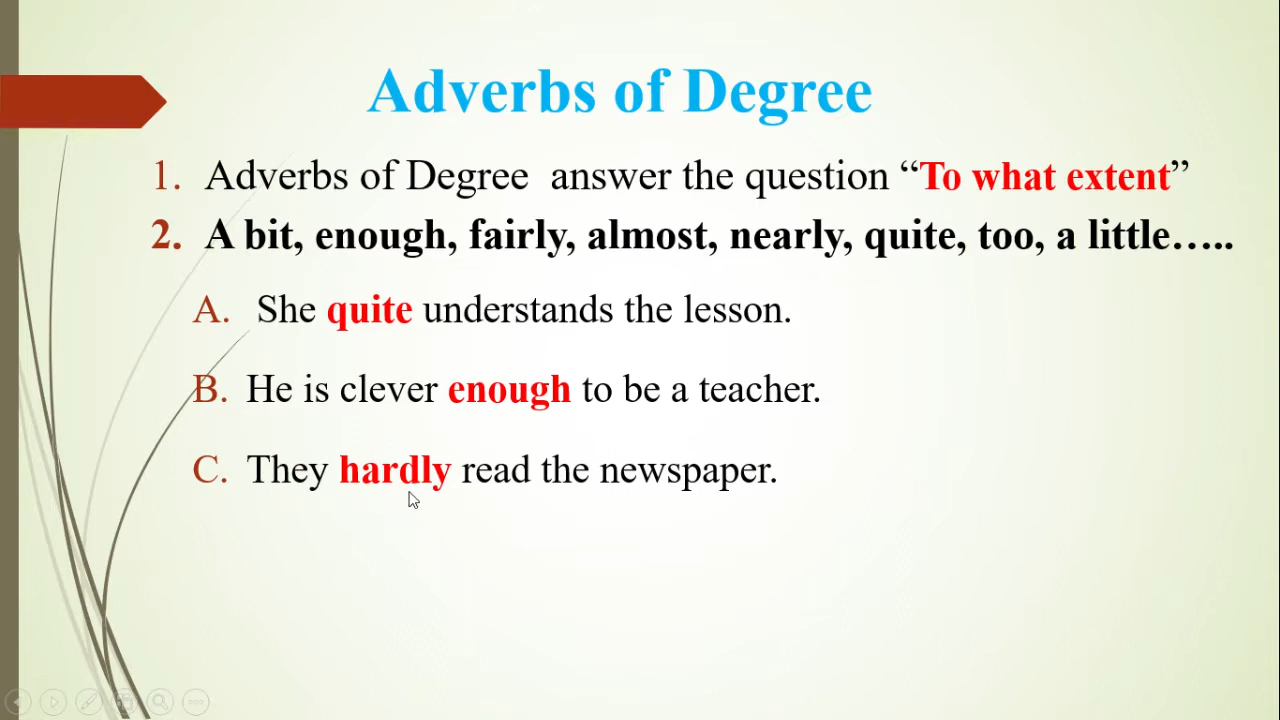 Adverbs of Degree
1. Adverbs of Degree answer the question “To what extent”
2. A bit, enough, fairly, almost, nearly, quite, too, a little…..
A. She quite understands the lesson.
B. He is clever enough to be a teacher.
C. They hardly read the newspaper.